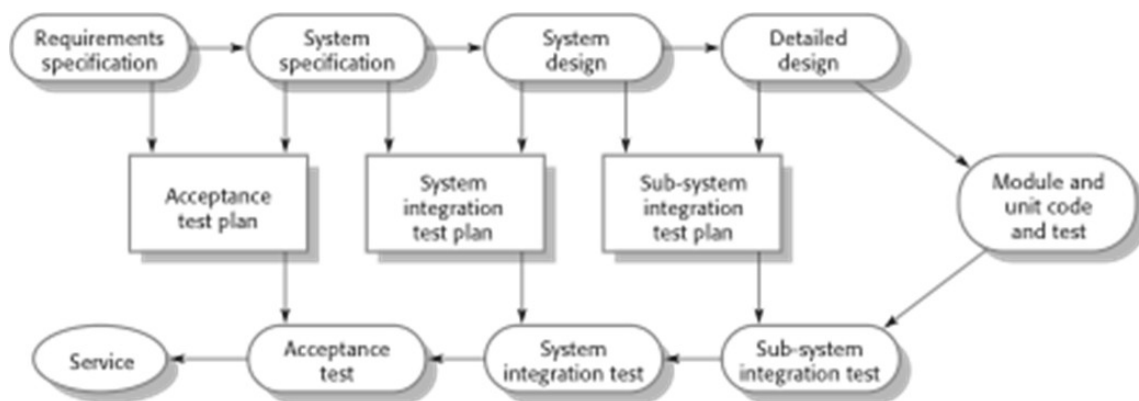 Requirements
specification
System
specification
System
design
Detailed
design
Acceptance
test plan
System
integration
test plan
Sub-system
integration
test plan
Module and
unit code
and test
Service
Acceptance
test
System
integration test
Sub-system
integration test